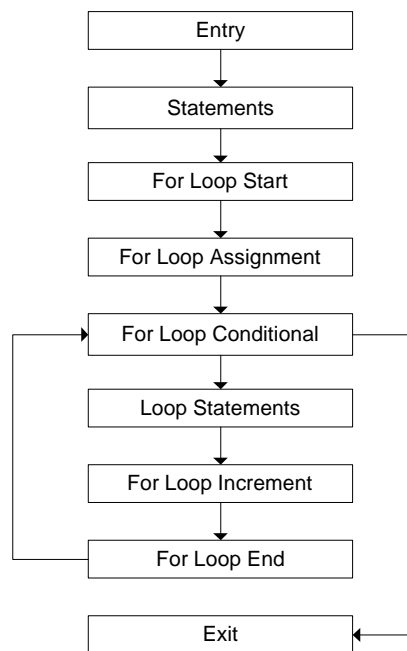 Entry
Statements
For Loop Start
For Loop Assignment
For Loop Conditional
Loop Statements
For Loop Increment
For Loop End
Exit